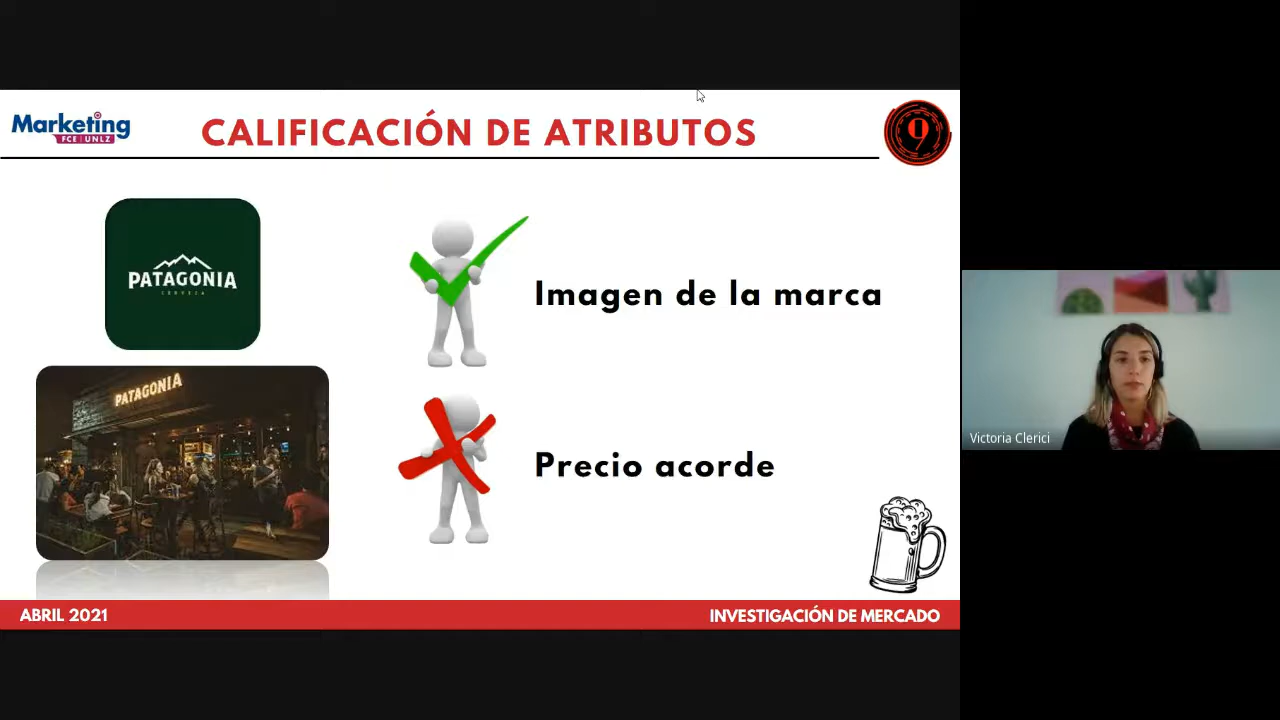 Marketing
FCE | UNLZ
CALIFICACIÓN DE ATRIBUTOS
9
PATAGONIA
CERVEZA
Imagen de la marca
PATAGONIA
Precio acorde
Victoria Clerici
ABRIL 2021
INVESTIGACIÓN DE MERCADO